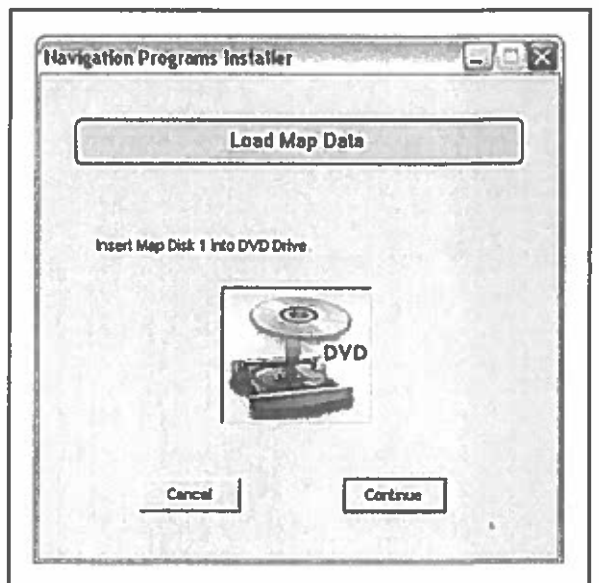 Navigation Programs Installer
Load Map Data
Insert Map Disk 1 Into DVD Drive.
DVD
Cancel
Continue